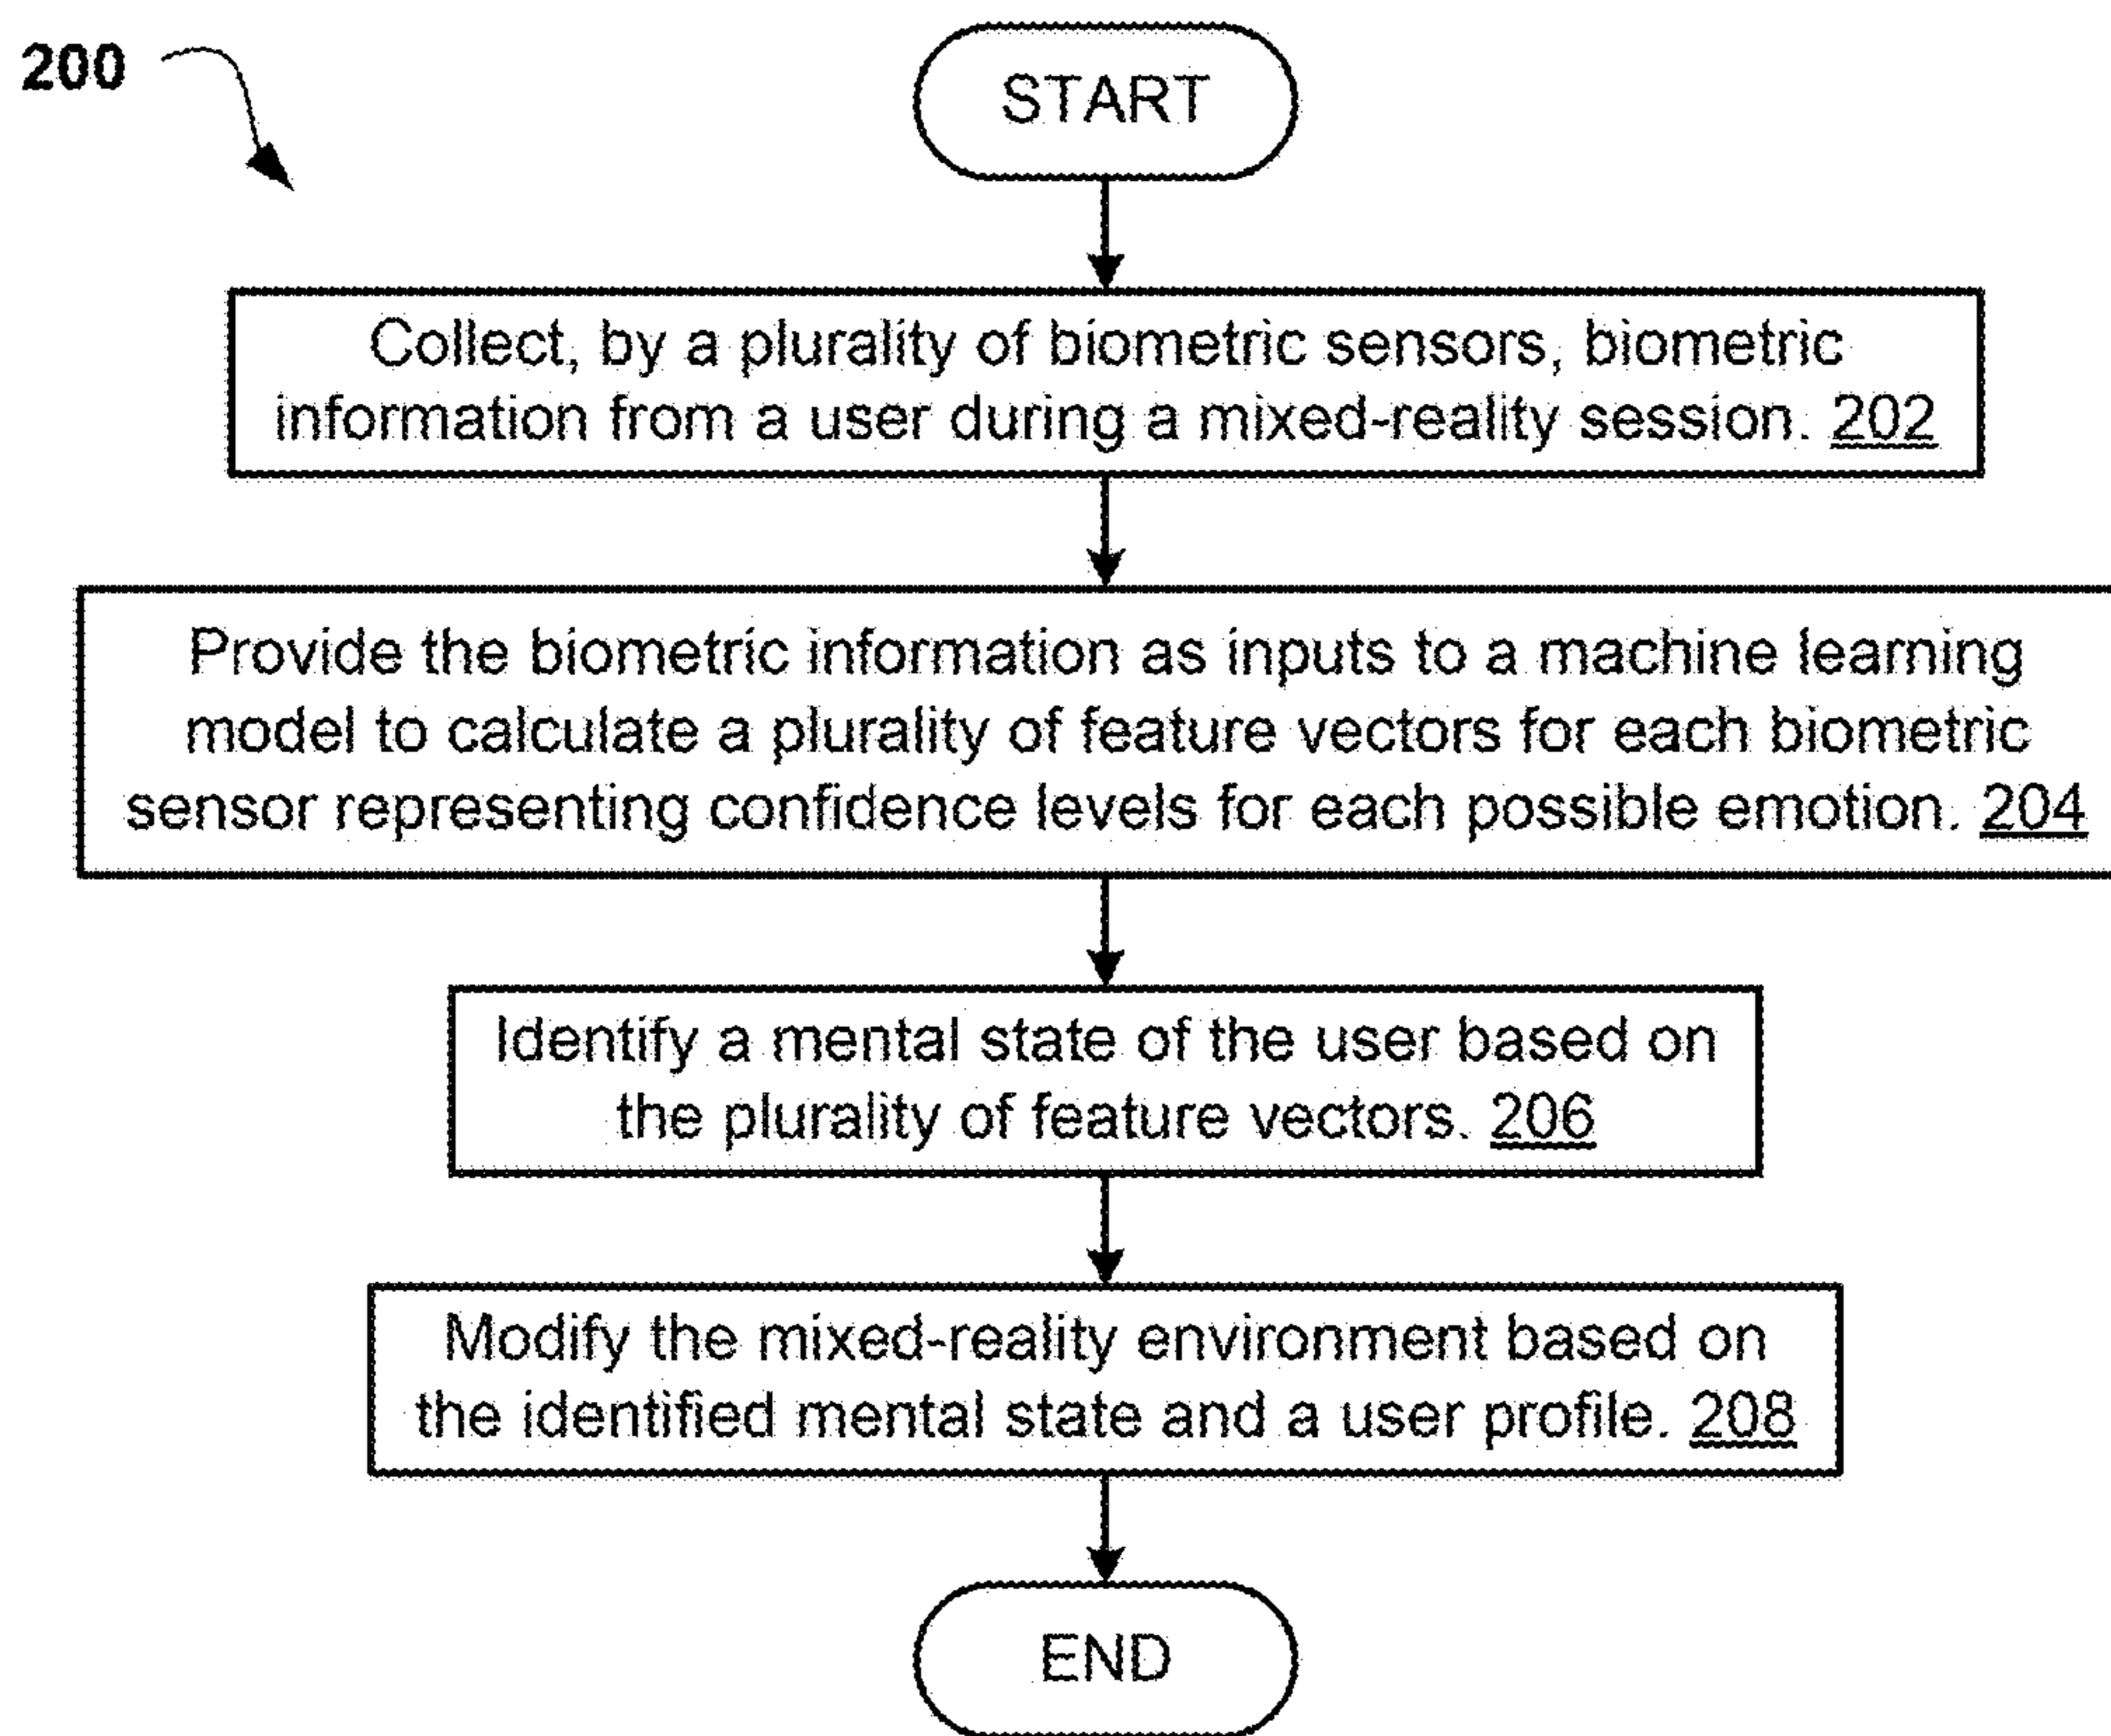 200
START
Collect, by a plurality of biometric sensors, biometric
information from a user during a mixed-reality session. 202
Provide the biometric information as inputs to a machine learning
model to calculate a plurality of feature vectors for each biometric
sensor representing confidence levels for each possible emotion. 204
Identify a mental state of the user based on
the plurality of feature vectors. 206
Modify the mixed-reality environment based on
the identified mental state and a user profile. 208
END